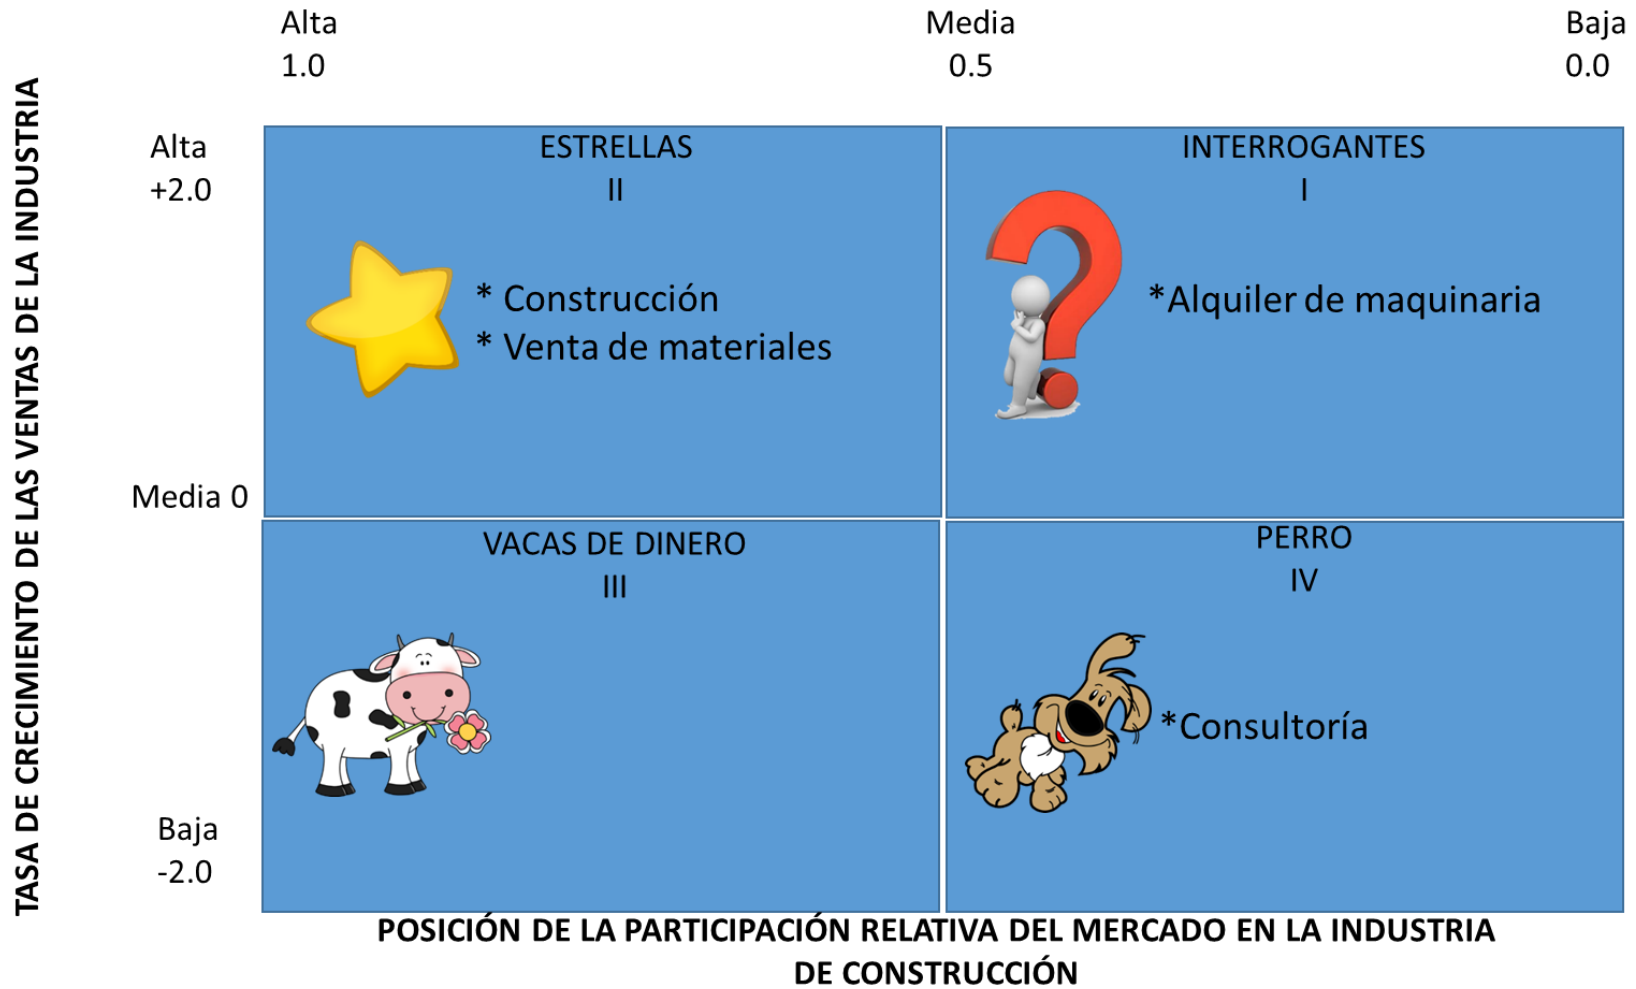 Alta
1.0
Media
0.5
Baja
0.0
TASA DE CRECIMIENTO DE LAS VENTAS DE LA INDUSTRIA
Alta
+2.0
Media 0
Baja
-2.0
ESTRELLAS
II
* Construcción
* Venta de materiales
INTERROGANTES
I
*Alquiler de maquinaria
VACAS DE DINERO
III
PERRO
IV
*Consultoría
POSICIÓN DE LA PARTICIPACIÓN RELATIVA DEL MERCADO EN LA INDUSTRIA
DE CONSTRUCCIÓN